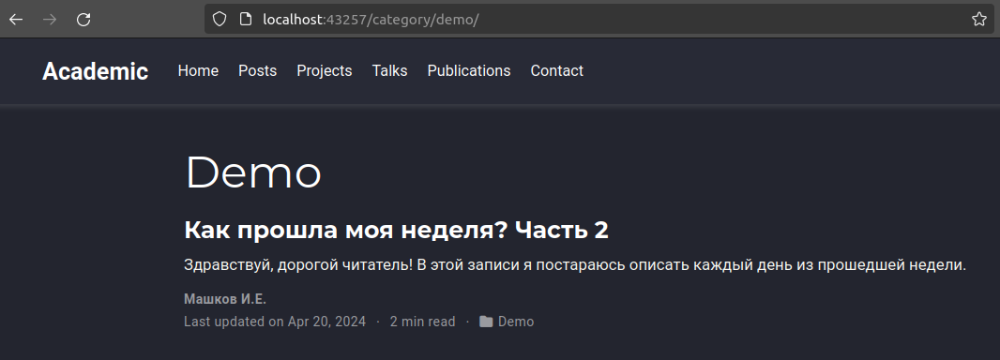 localhost:43257/category/demo/
Academic Home Posts Projects Talks Publications Contact
Demo
Как прошла моя неделя? Часть 2
Здравствуй, дорогой читатель! В этой записи я постараюсь описать каждый день из прошедшей недели.
Машков И.Е.
Last updated on Apr 20, 2024 · 2 min read · Demo